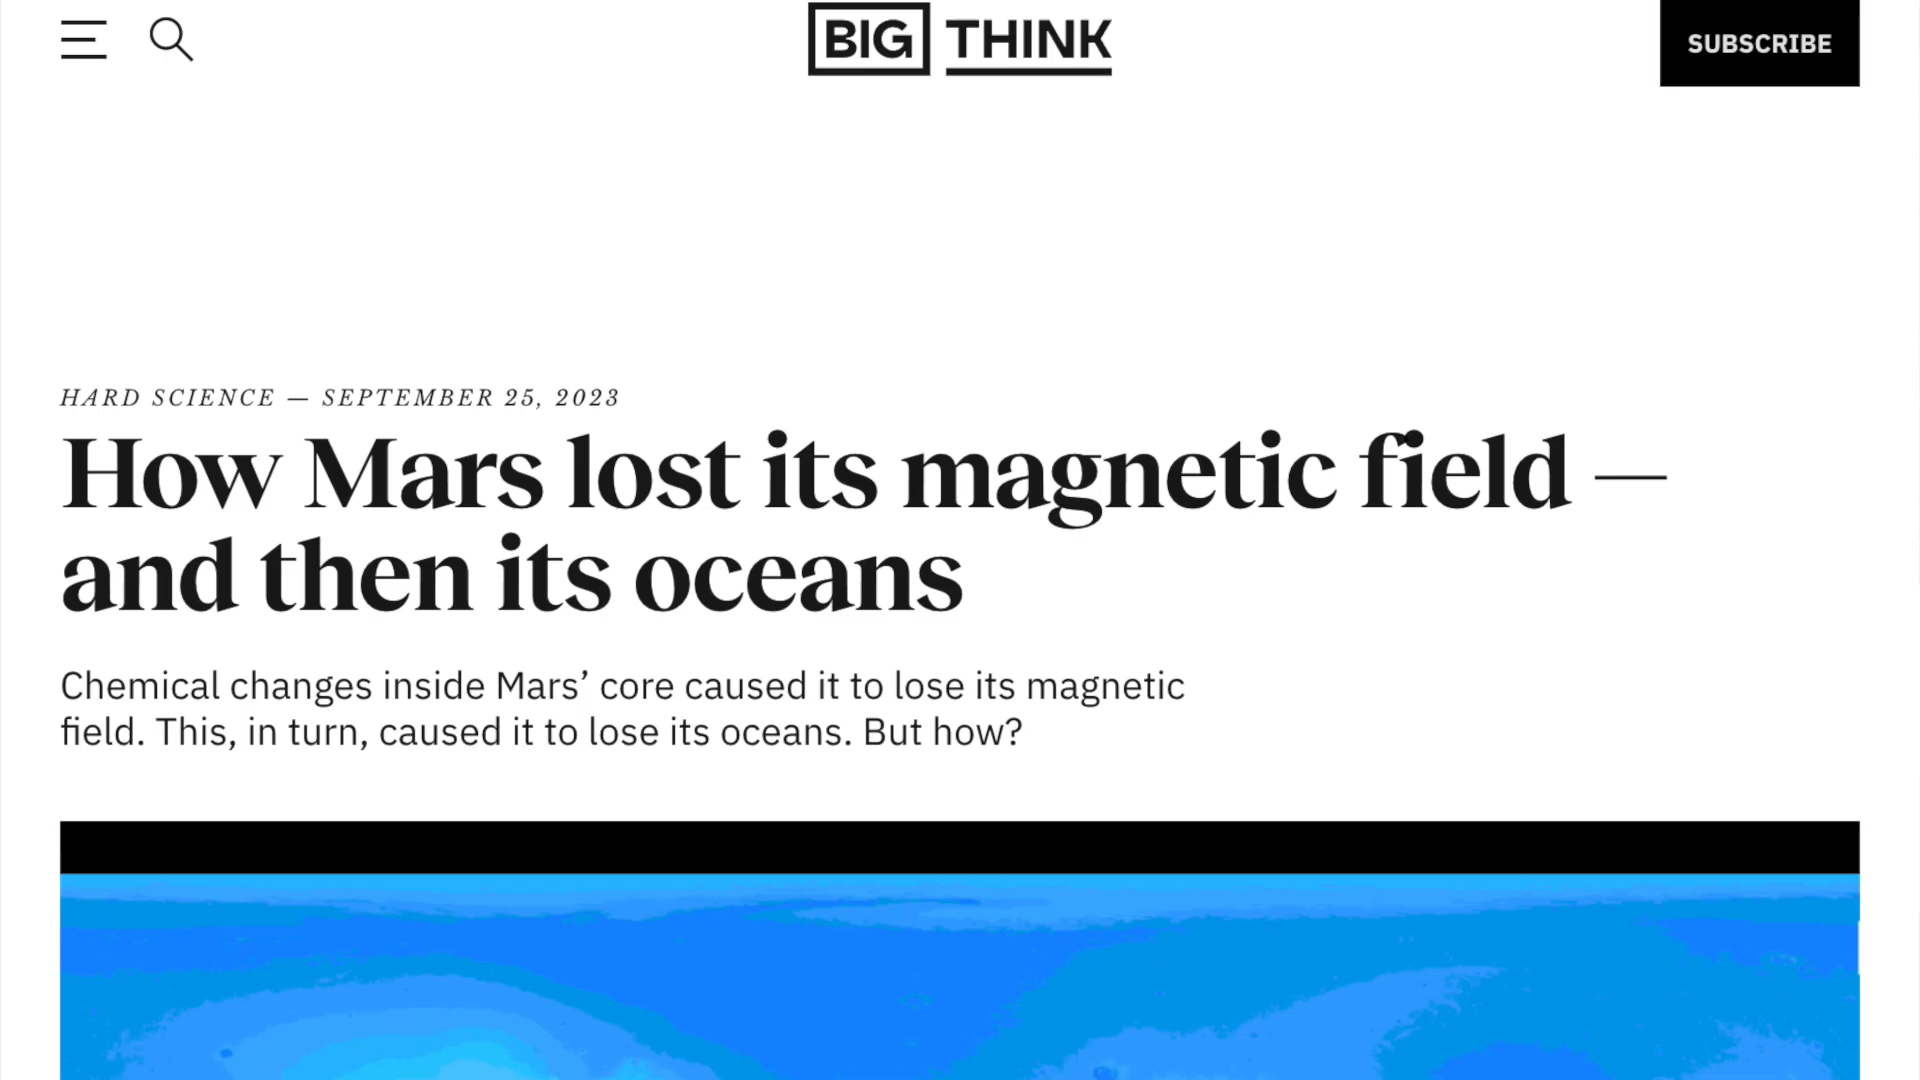 BIG THINK
SUBSCRIBE
HARD SCIENCE — SEPTEMBER 25, 2023
How Mars lost its magnetic field —
and then its oceans
Chemical changes inside Mars’ core caused it to lose its magnetic
field. This, in turn, caused it to lose its oceans. But how?